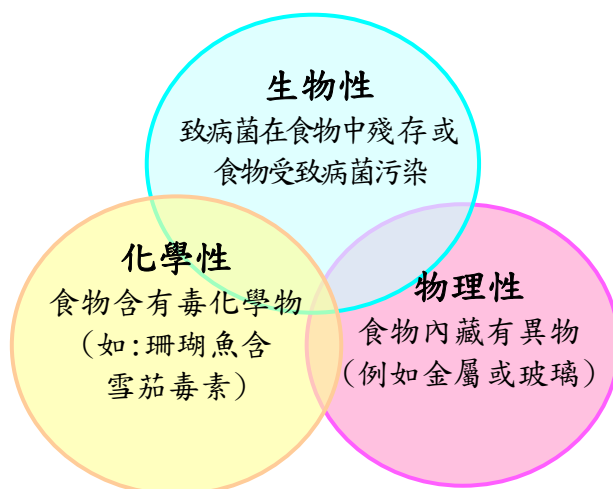 生物性
致病菌在食物中殘存或
食物受致病菌污染
化學性
食物含有毒化學物
（如:珊瑚魚含
雪茄毒素）
物理性
食物內藏有異物
（例如金屬或玻璃）